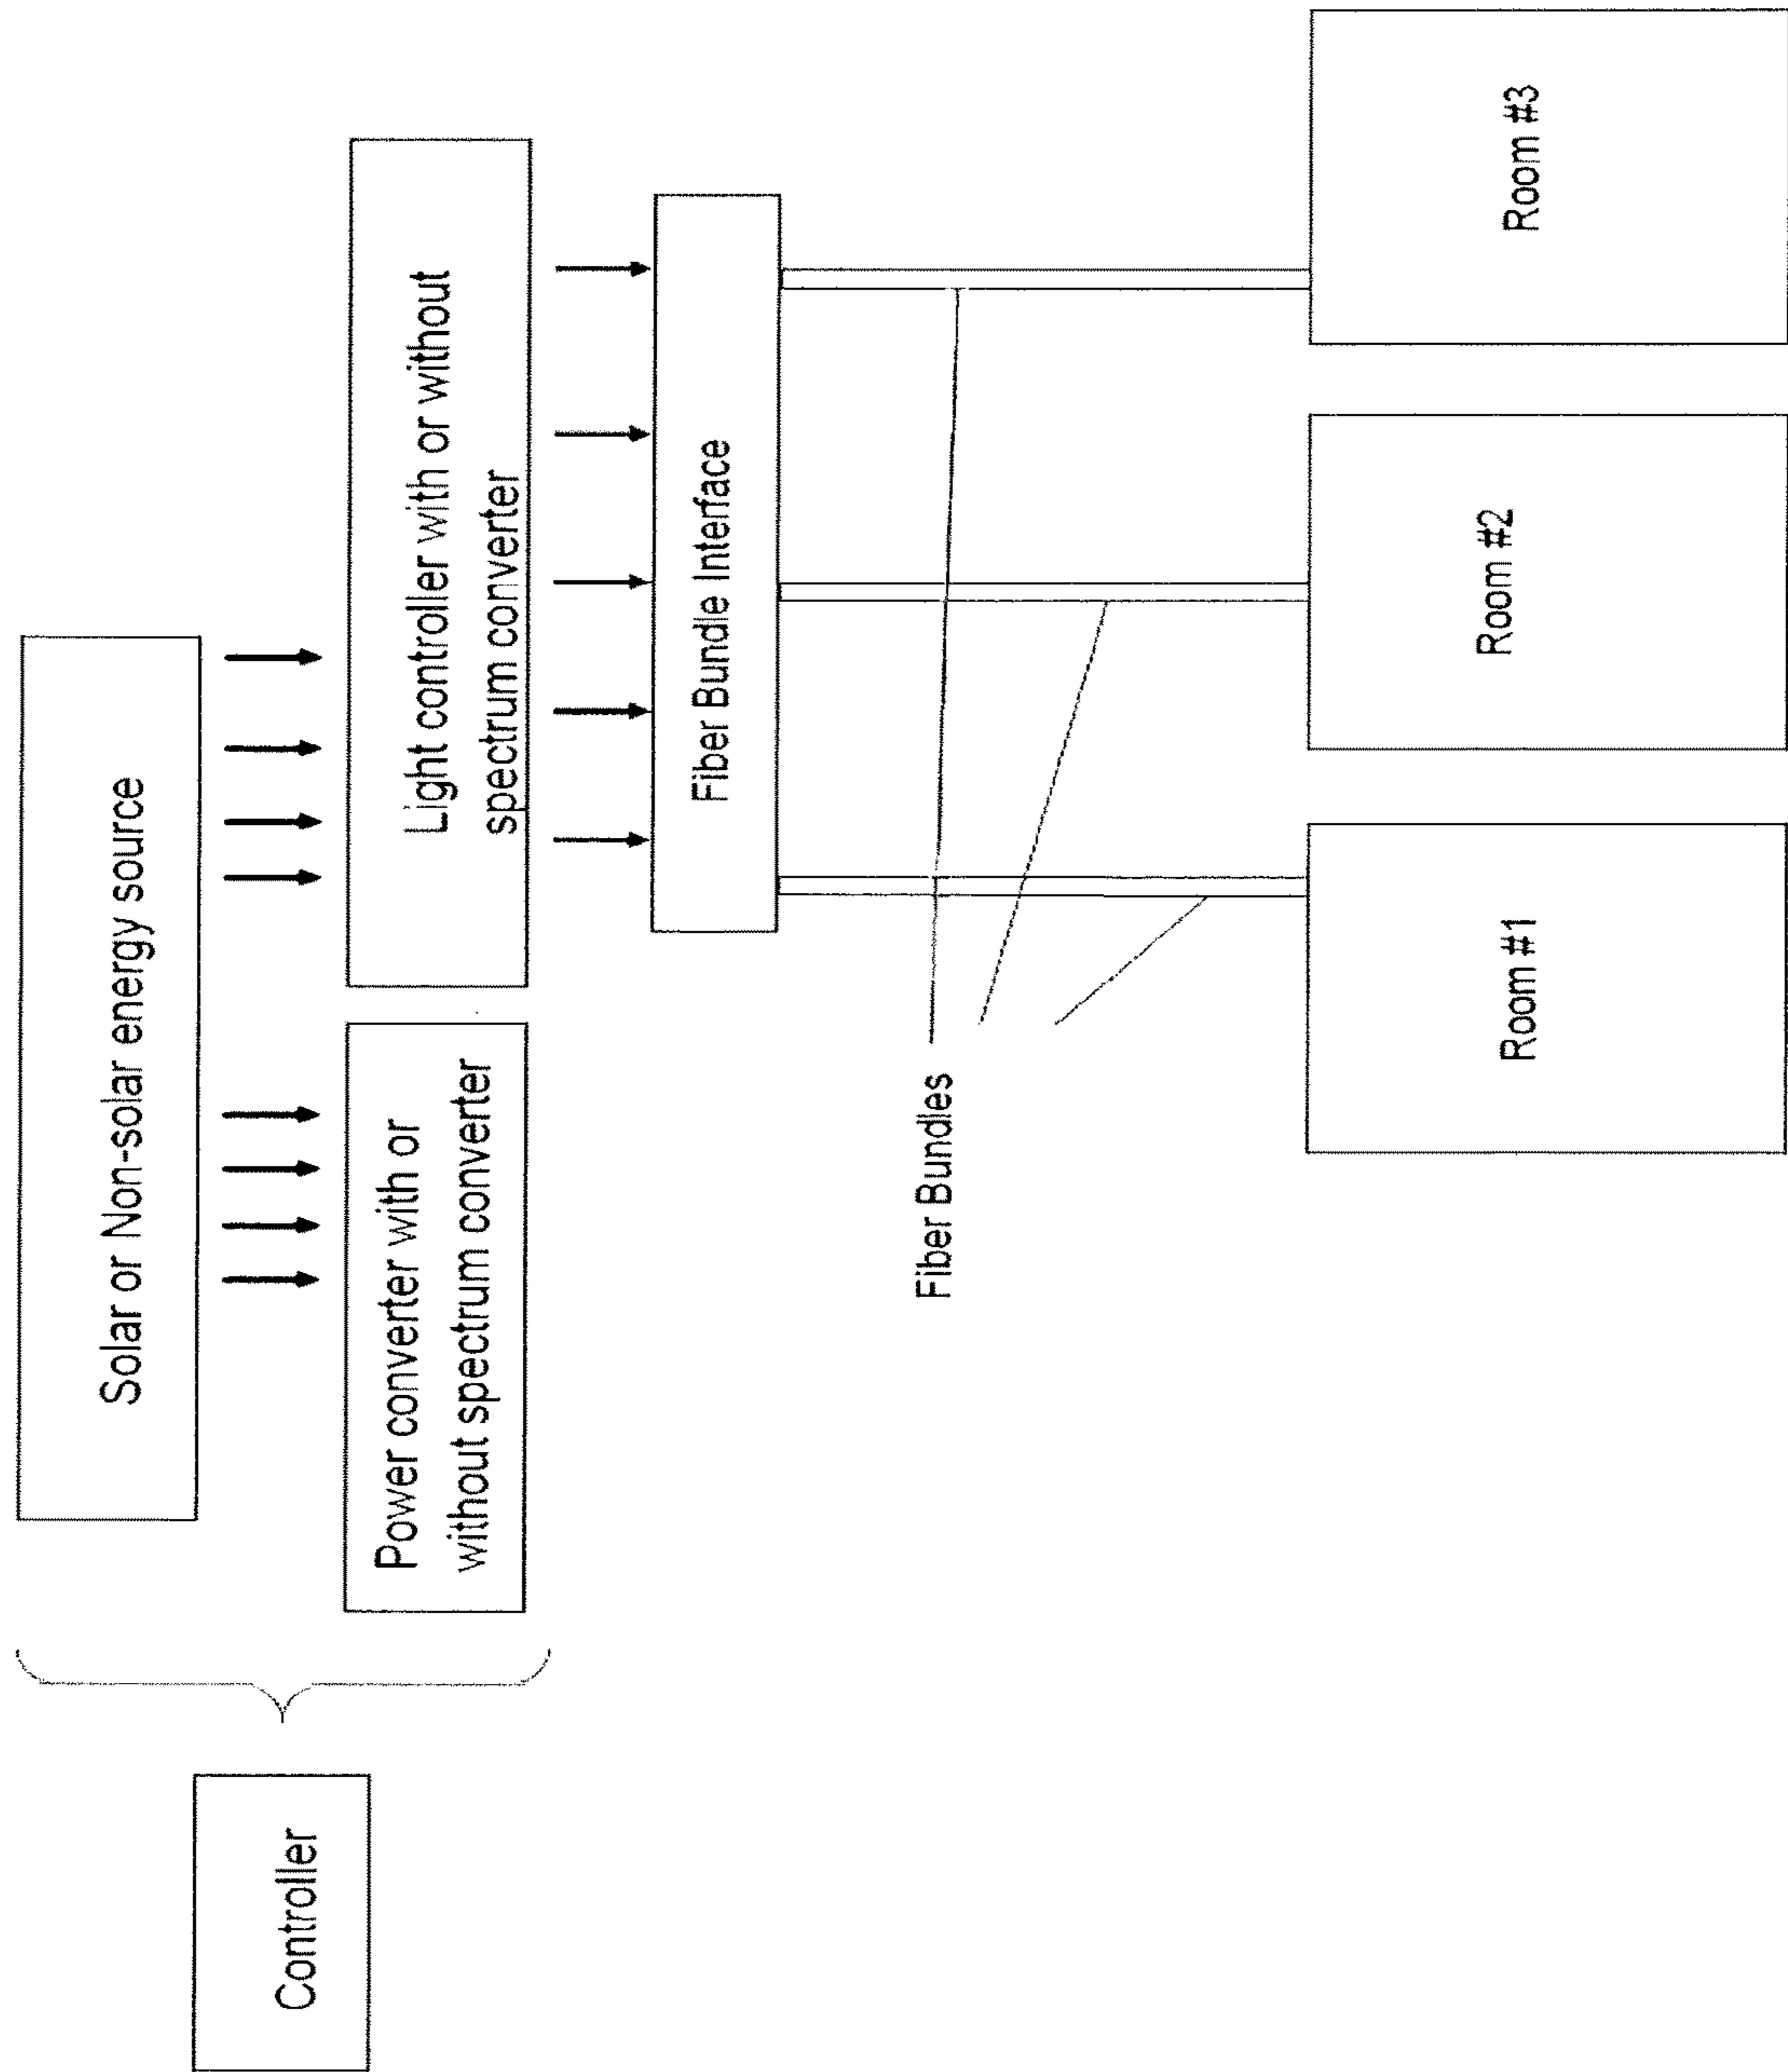 Solar or Non-solar energy source
Controller
Power converter with or
without spectrum converter
Light controller with or without
spectrum converter
Fiber Bundle Interface
Fiber Bundles
Room #1
Room #2
Room #3